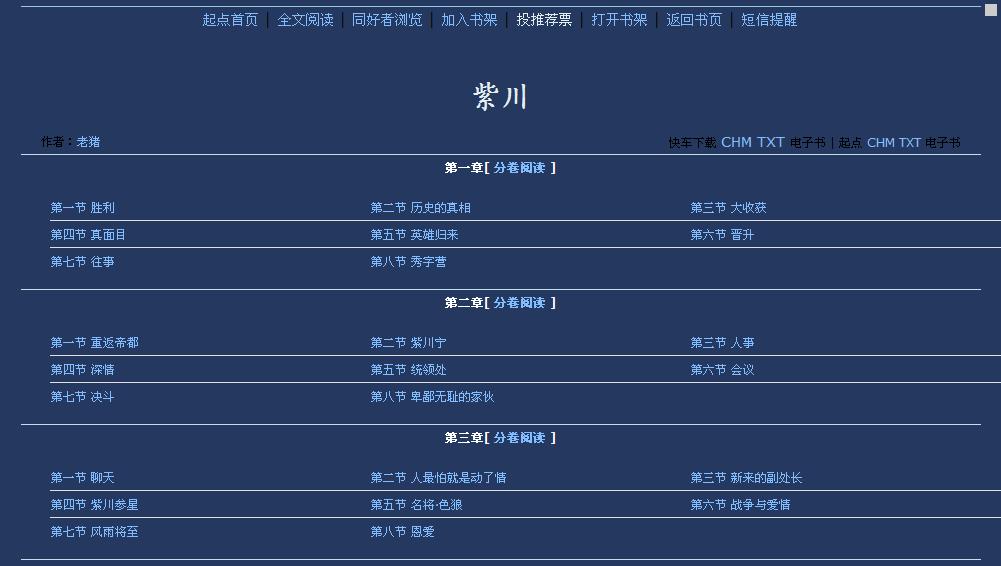 起点首页 | 全文阅读 | 同好者浏览 | 加入书架 | 投推荐票 | 打开书架 | 返回书页 | 短信提醒
紫川
作者：老猪 快车下载 CHM TXT 电子书 | 起点 CHM TXT 电子书
第一章[ 分卷阅读 ]
第一节 胜利 第二节 历史的真相 第三节 大收获
第四节 真面目 第五节 英雄归来 第六节 晋升
第七节 往事 第八节 秀字营
第二章[ 分卷阅读 ]
第一节 重返帝都 第二节 紫川宁 第三节 人事
第四节 深情 第五节 统领处 第六节 会议
第七节 决斗 第八节 卑鄙无耻的家伙
第三章[ 分卷阅读 ]
第一节 聊天 第二节 人最怕就是动了情 第三节 新来的副处长
第四节 紫川参星 第五节 名将·色狼 第六节 战争与爱情
第七节 风雨将至 第八节 恩爱